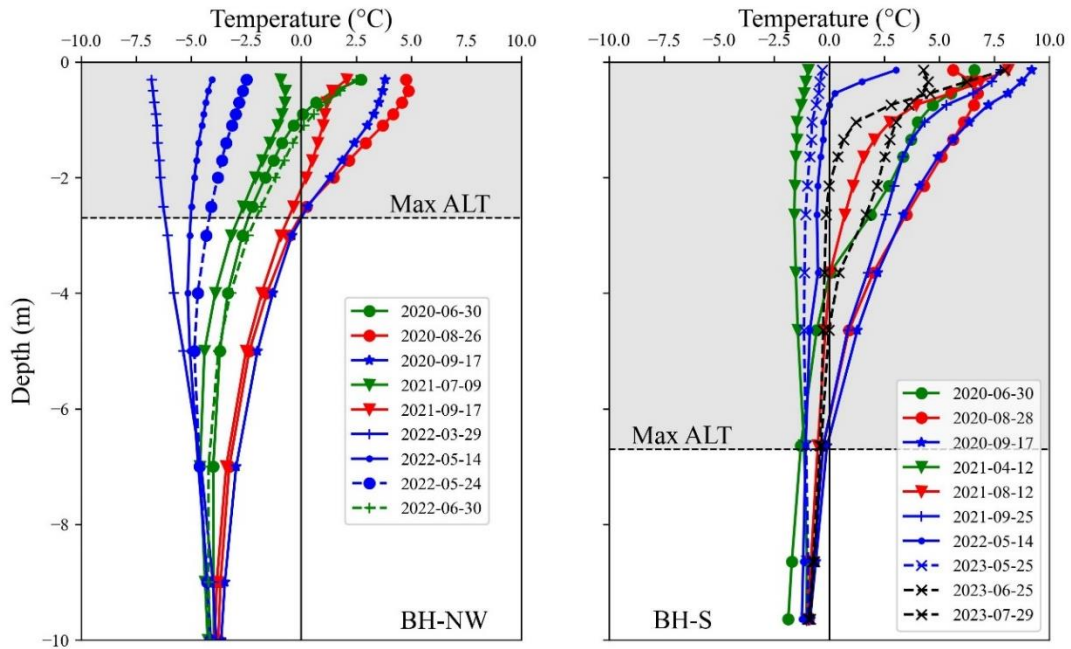 Temperature (°C)
−10.0 −7.5 −5.0 −2.5 0.0 2.5 5.0 7.5 10.0
0
−2
−4
−6
−8
−10
Depth (m)
Max ALT
2020-06-30
2020-08-26
2020-09-17
2021-07-09
2021-09-17
2022-03-29
2022-05-14
2022-05-24
2022-06-30
BH-NW
Temperature (°C)
−10.0 −7.5 −5.0 −2.5 0.0 2.5 5.0 7.5 10.0
Max ALT
2020-06-30
2020-08-28
2020-09-17
2021-04-12
2021-08-12
2021-09-25
2022-05-14
2023-05-25
2023-06-25
2023-07-29
BH-S